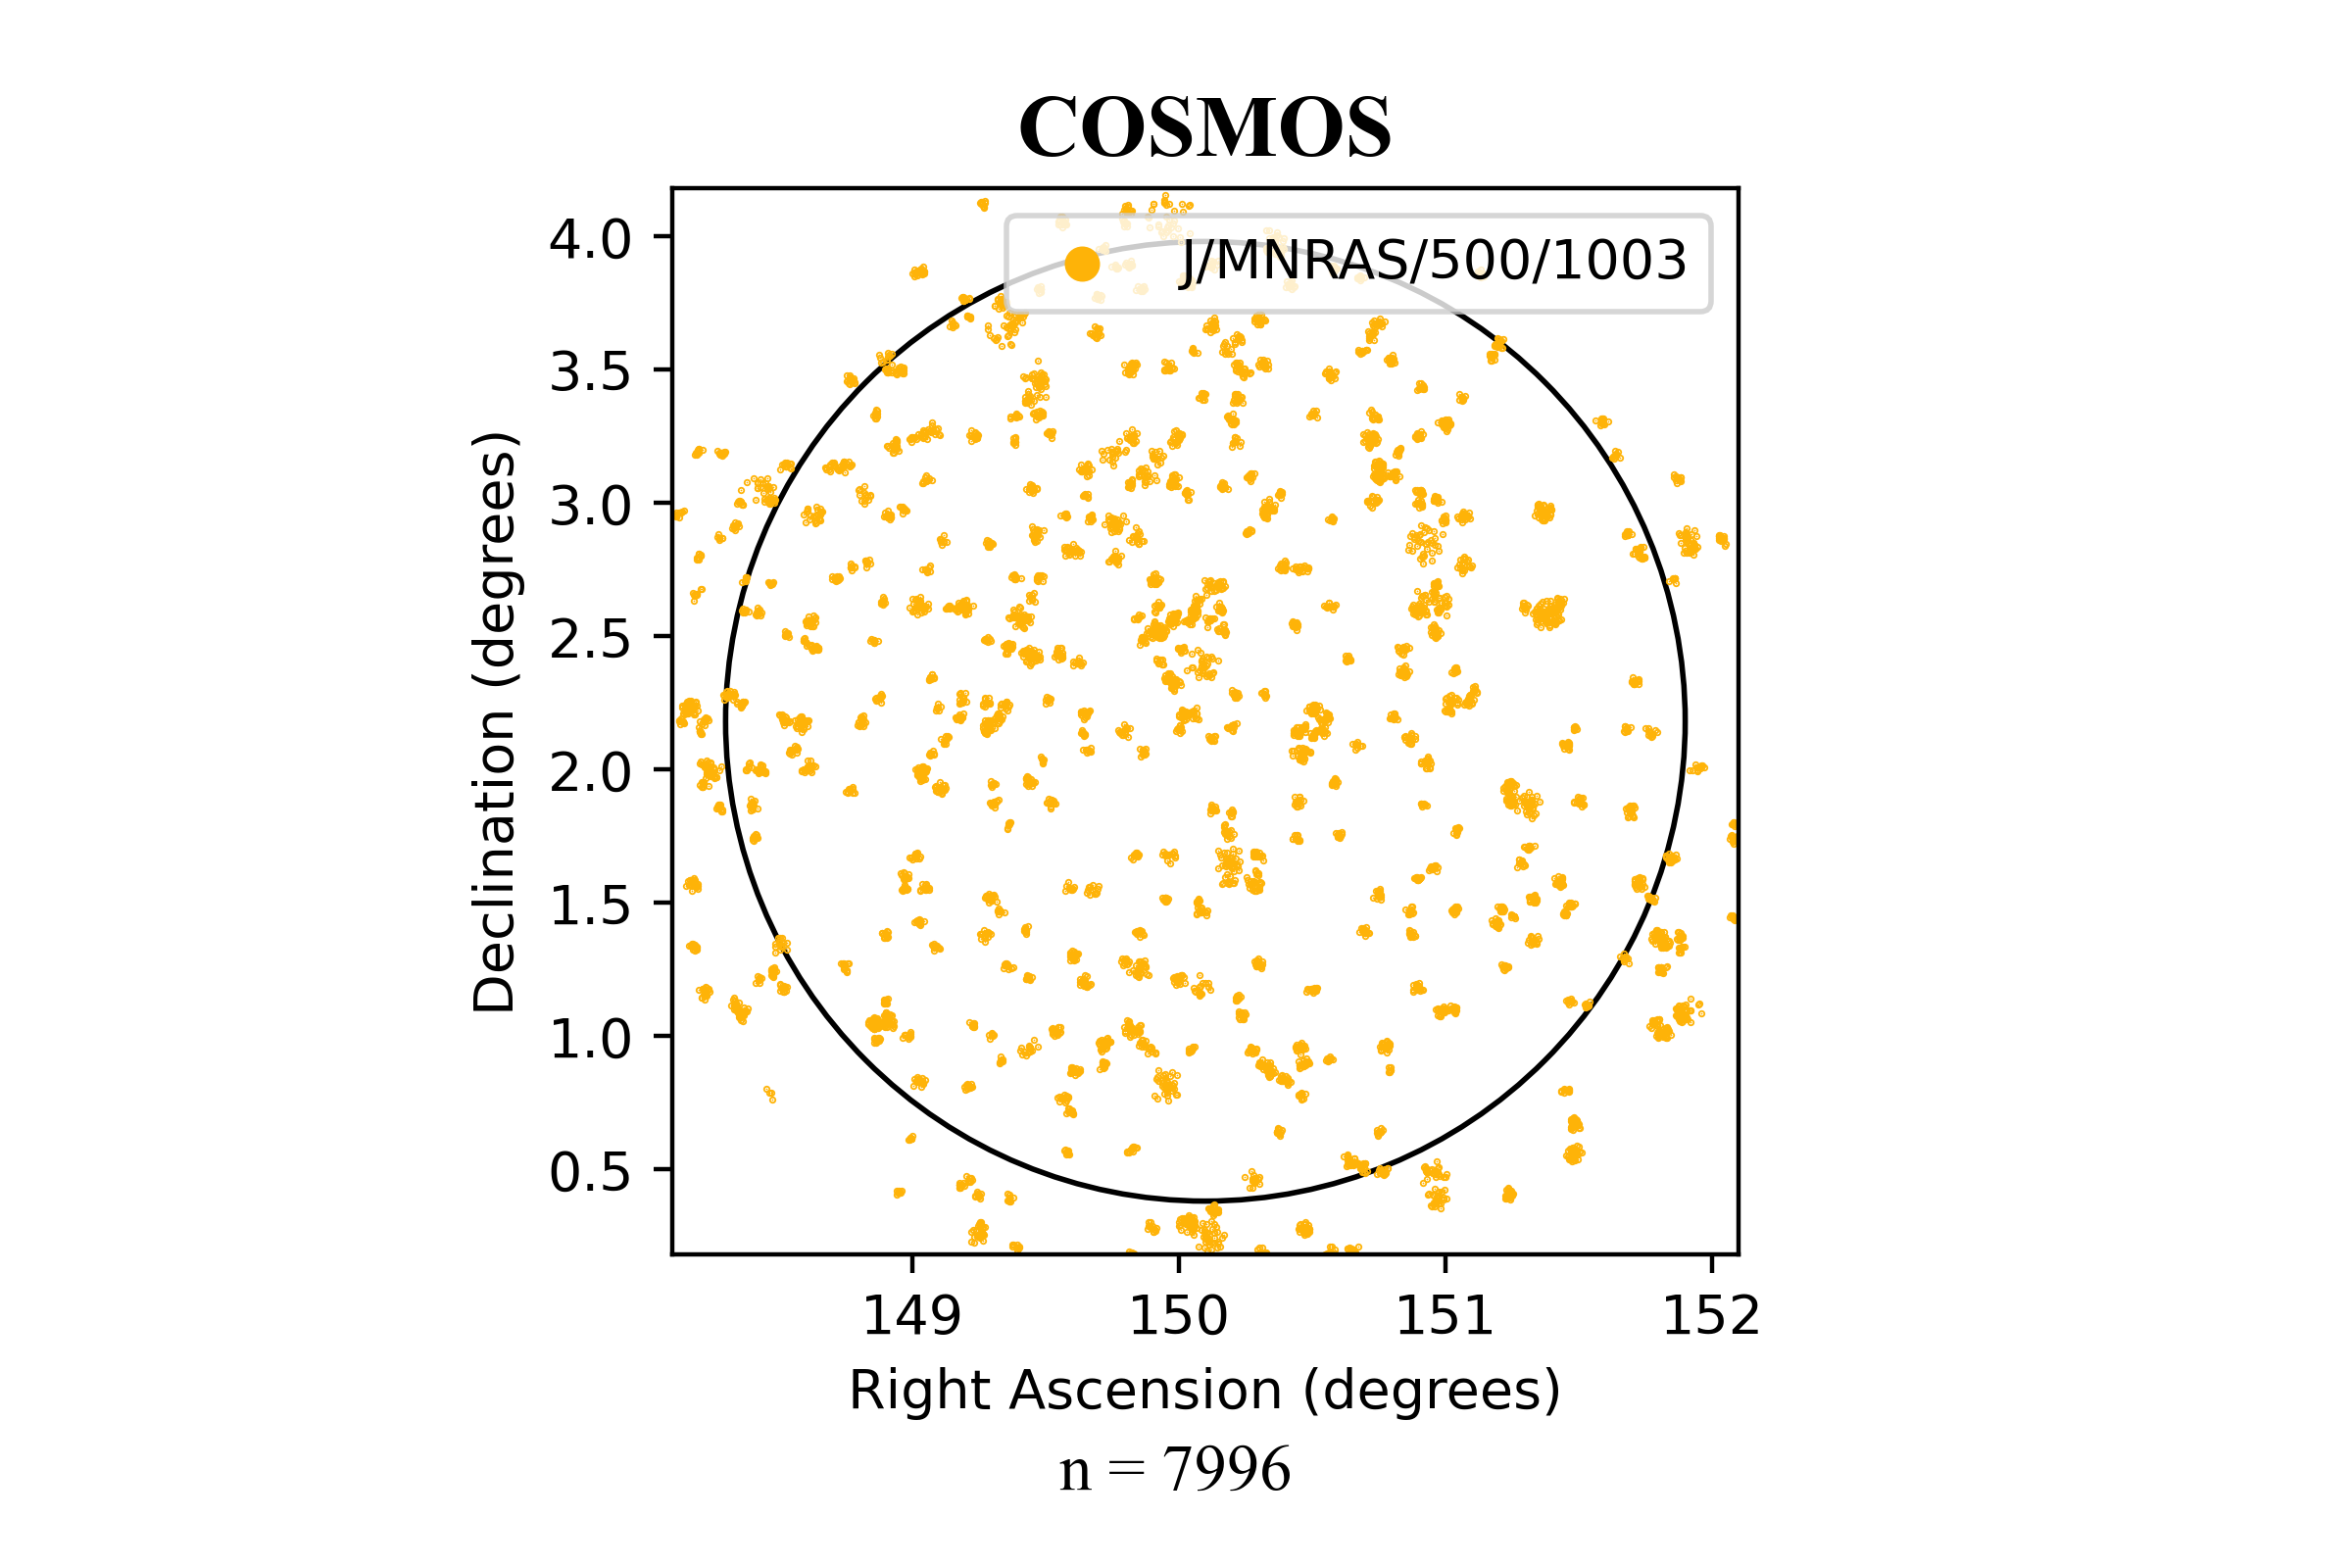 COSMOS
J/MNRAS/500/1003
4.0
3.5
3.0
2.5
2.0
1.5
1.0
0.5
Declination (degrees)
149 150 151 152
Right Ascension (degrees)
n = 7996